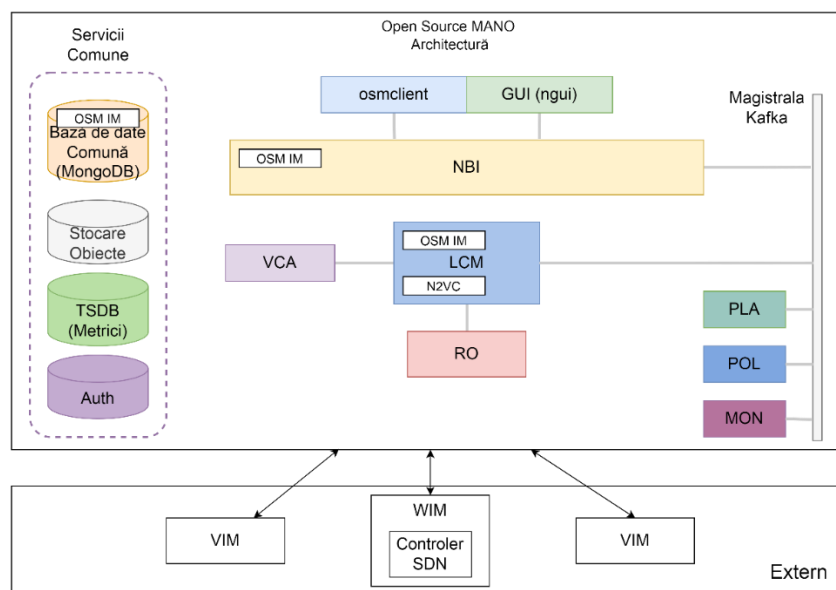 Servicii
Comune
Open Source MANO
Architectură
OSM IM
Bază de date
Comună
(MongoDB)
Stocare
Obiecte
TSDB
(Metrici)
Auth
osmclient
GUI (ngui)
Magistrala
Kafka
OSM IM
NBI
VCA
OSM IM
LCM
N2VC
RO
PLA
POL
MON
VIM
WIM
Controler
SDN
VIM
Extern